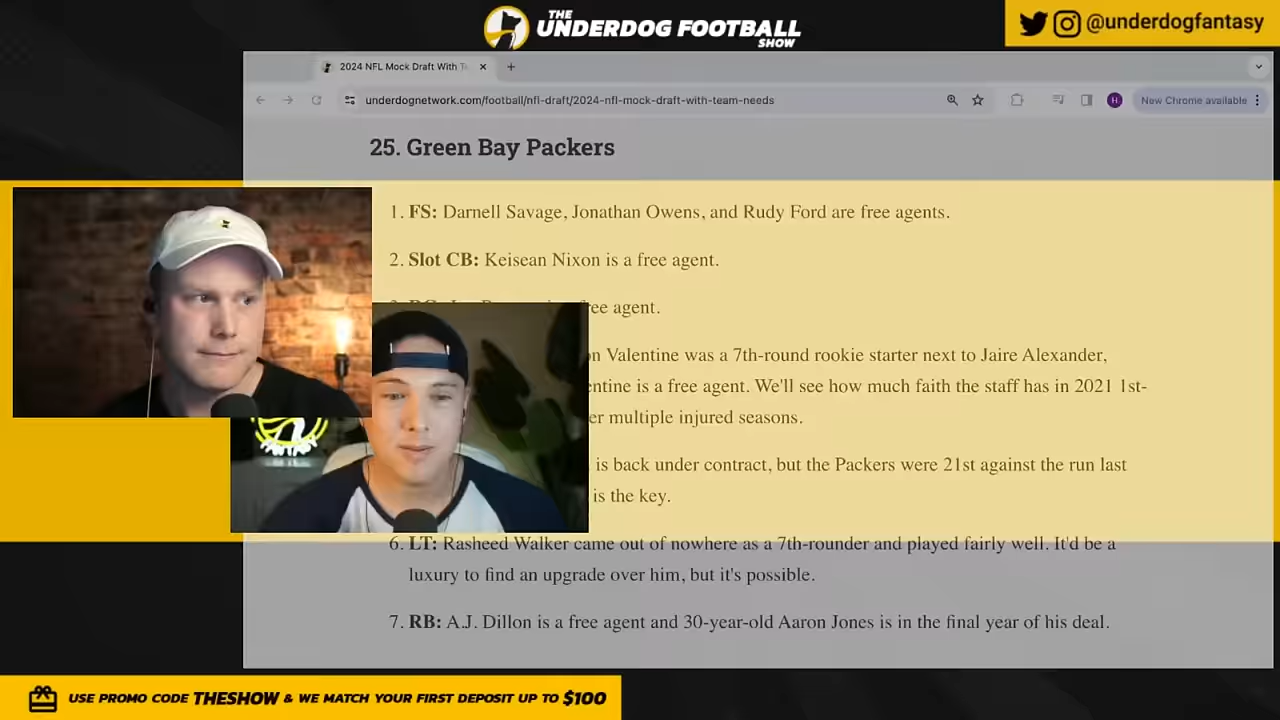 THE
UNDERDOG FOOTBALL
SHOW
@underdogfantasy
2024 NFL Mock Draft With T
underdognetwork.com/football/nfl-draft/2024-nfl-mock-draft-with-team-needs
H
New Chrome available
25. Green Bay Packers
1. FS: Darnell Savage, Jonathan Owens, and Rudy Ford are free agents.
2. Slot CB: Keisean Nixon is a free agent.
free agent.
Valentine was a 7th-round rookie starter next to Jaire Alexander,
is a free agent. We'll see how much faith the staff has in 2021 1st-
multiple injured seasons.
is back under contract, but the Packers were 21st against the run last
is the key.
6. LT: Rasheed Walker came out of nowhere as a 7th-rounder and played fairly well. It'd be a
luxury to find an upgrade over him, but it's possible.
7. RB: A.J. Dillon is a free agent and 30-year-old Aaron Jones is in the final year of his deal.
USE PROMO CODE THESHOW & WE MATCH YOUR FIRST DEPOSIT UP TO $100